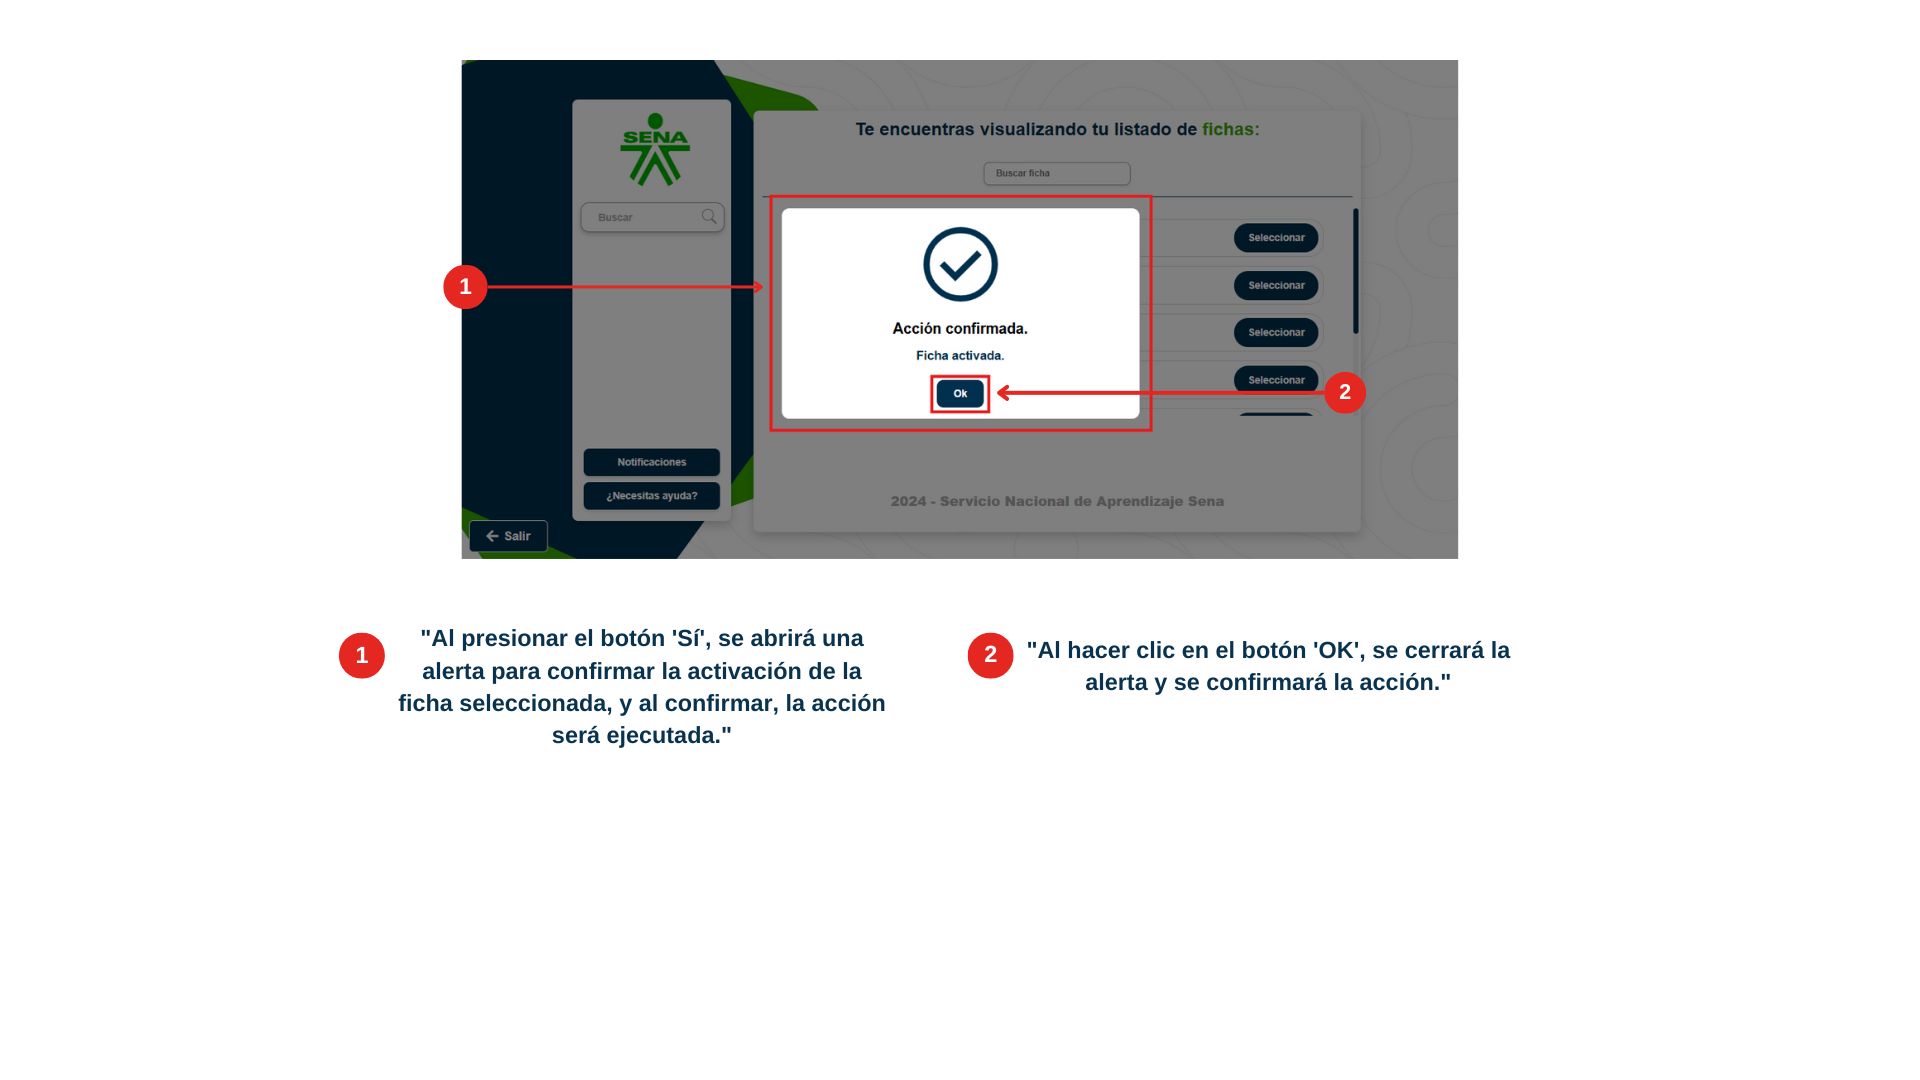 SENA
Te encuentras visualizando tu listado de fichas:
Buscar ficha
Buscar
Seleccionar
1
Seleccionar
Acción confirmada.
Seleccionar
Ficha activada.
Seleccionar
Ok
2
Notificaciones
¿Necesitas ayuda?
2024 - Servicio Nacional de Aprendizaje Sena
Salir
1
"Al presionar el botón 'Sí', se abrirá una
alerta para confirmar la activación de la
ficha seleccionada, y al confirmar, la acción
será ejecutada."
2
"Al hacer clic en el botón 'OK', se cerrará la
alerta y se confirmará la acción."